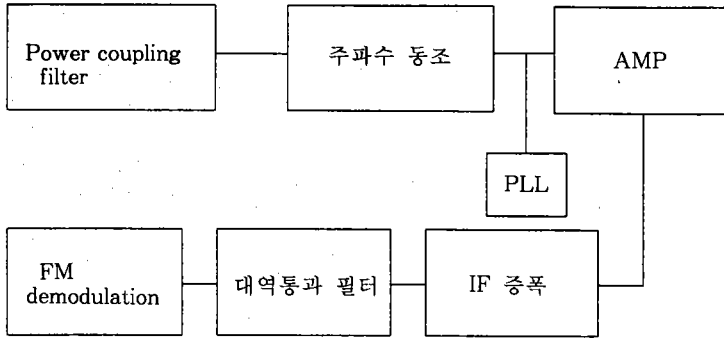 Power coupling
filter
주파수 동조
AMP
PLL
FM
demodulation
대역통과 필터
IF 증폭